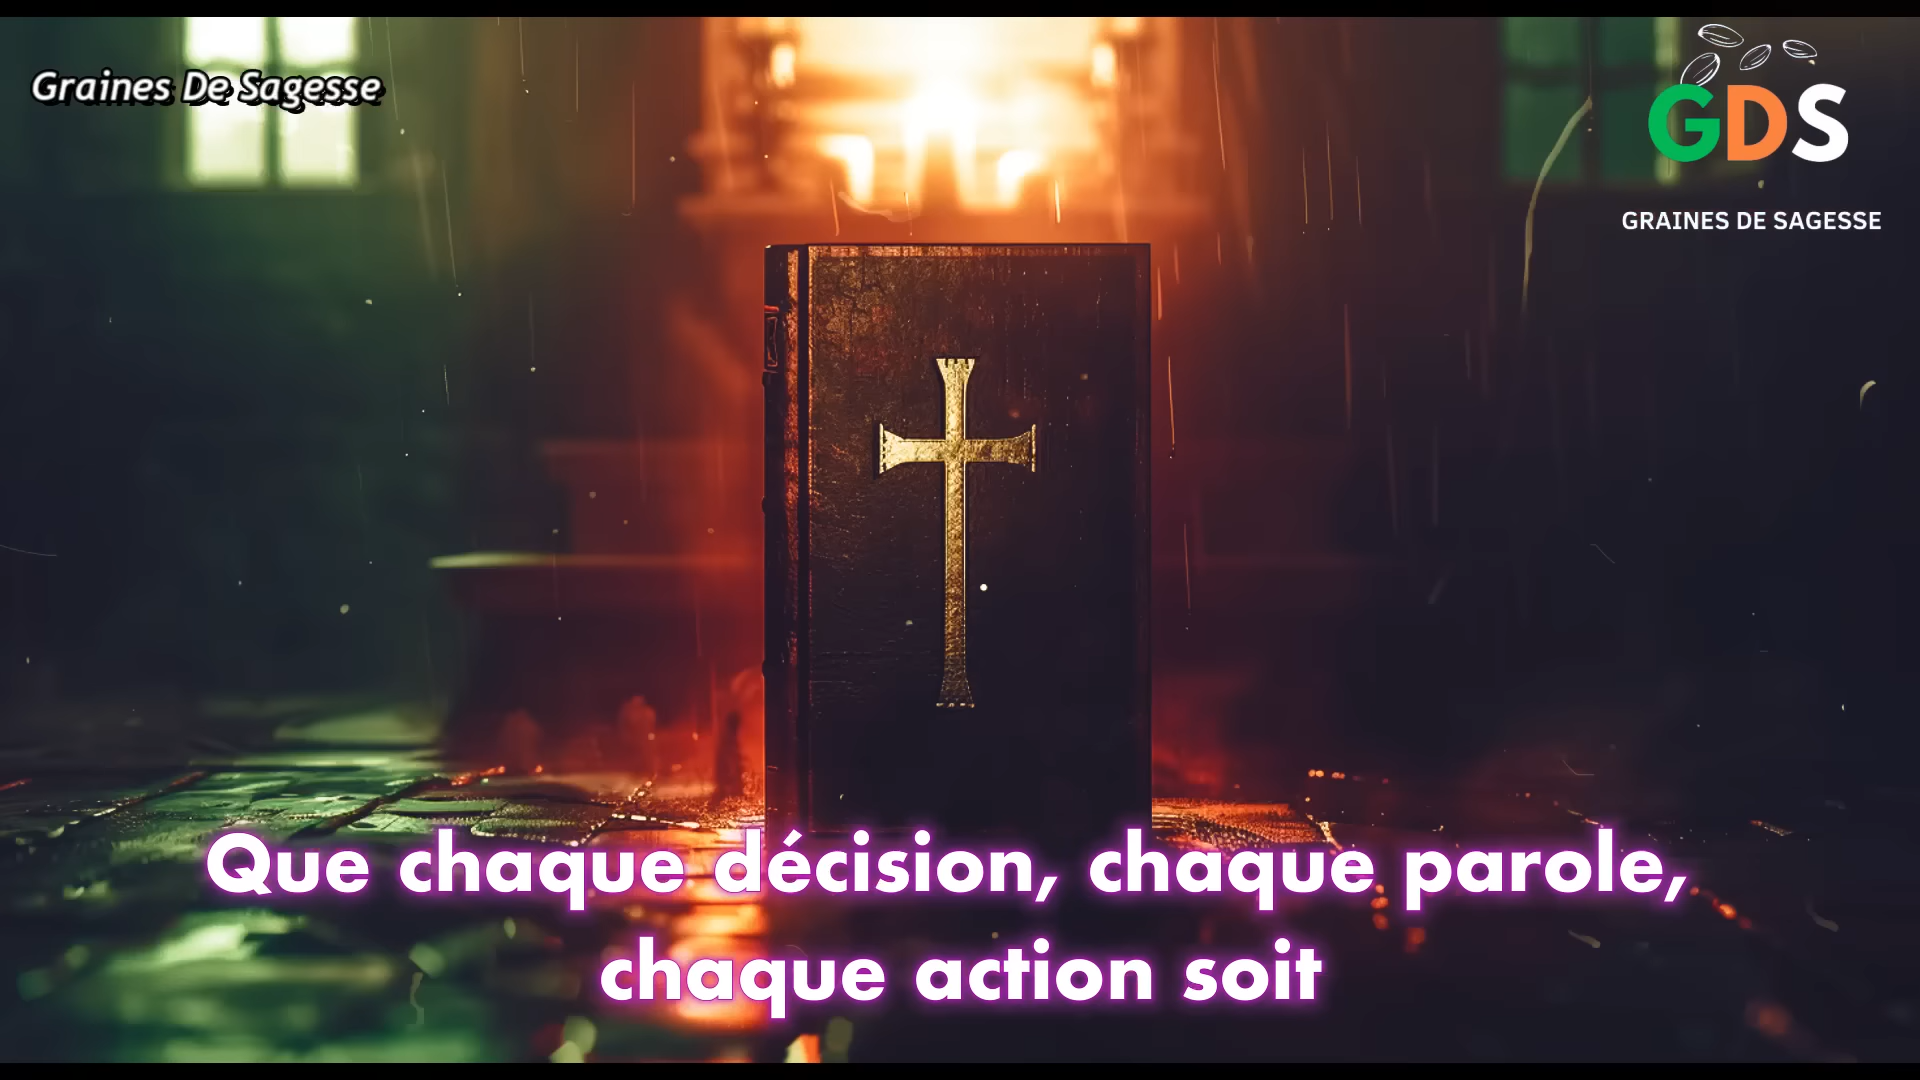 Graines De Sagesse
GDS
GRAINES DE SAGESSE
Que chaque décision, chaque parole,
chaque action soit